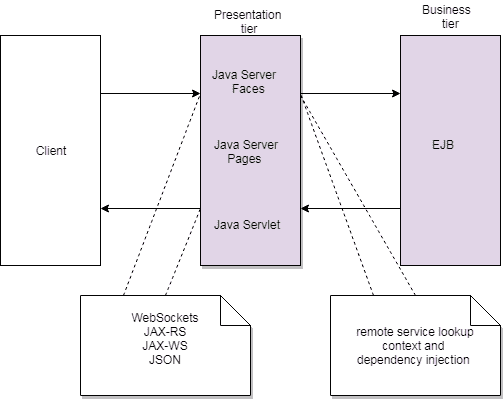 Presentation
tier
Business
tier
Client
Java Server
Faces
Java Server
Pages
Java Servlet
EJB
WebSockets
JAX-RS
JAX-WS
JSON
remote service lookup
context and
dependency injection